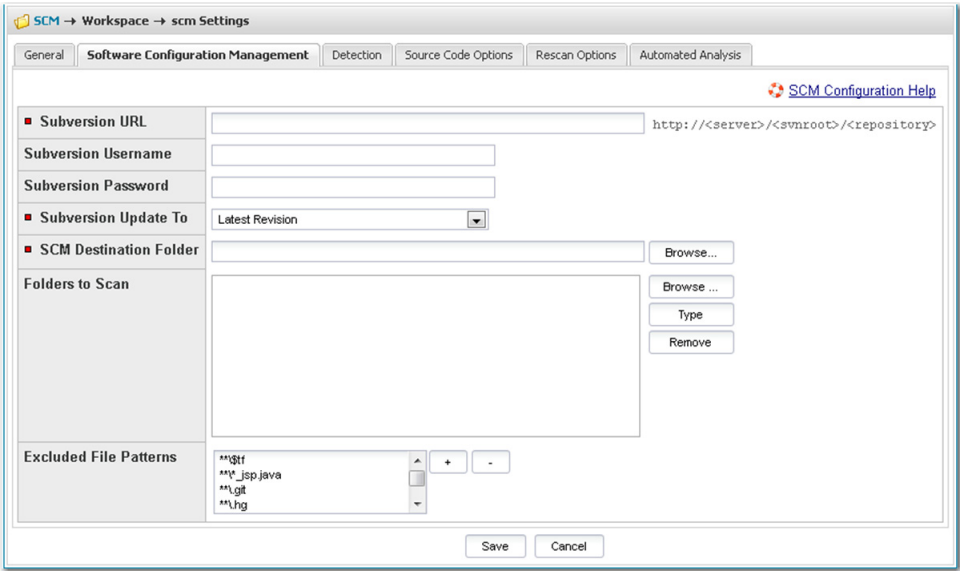 SCM → Workspace → scm Settings
General Software Configuration Management Detection Source Code Options Rescan Options Automated Analysis
SCM Configuration Help
Subversion URL http://<server>/<svnroot>/<repository>
Subversion Username
Subversion Password
Subversion Update To Latest Revision
SCM Destination Folder Browse...
Folders to Scan Browse ...
Type
Remove
Excluded File Patterns
**\$tf + -
**\*_jsp.java
**\.git
**\.hg
Save Cancel